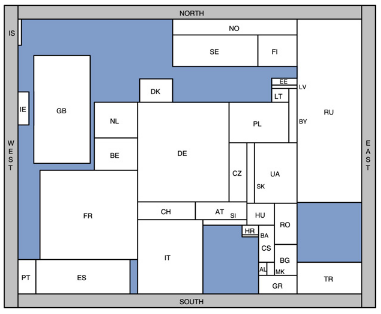 NORTH
IS
NO
SE
FI
DK
EE
LV
LT
RU
IE
GB
NL
PL
BY
BE
DE
WEST
EAST
CZ
SK
UA
FR
CH
AT
SI
HU
RO
HR
BA
IT
CS
BG
AL
MK
PT
ES
GR
TR
SOUTH